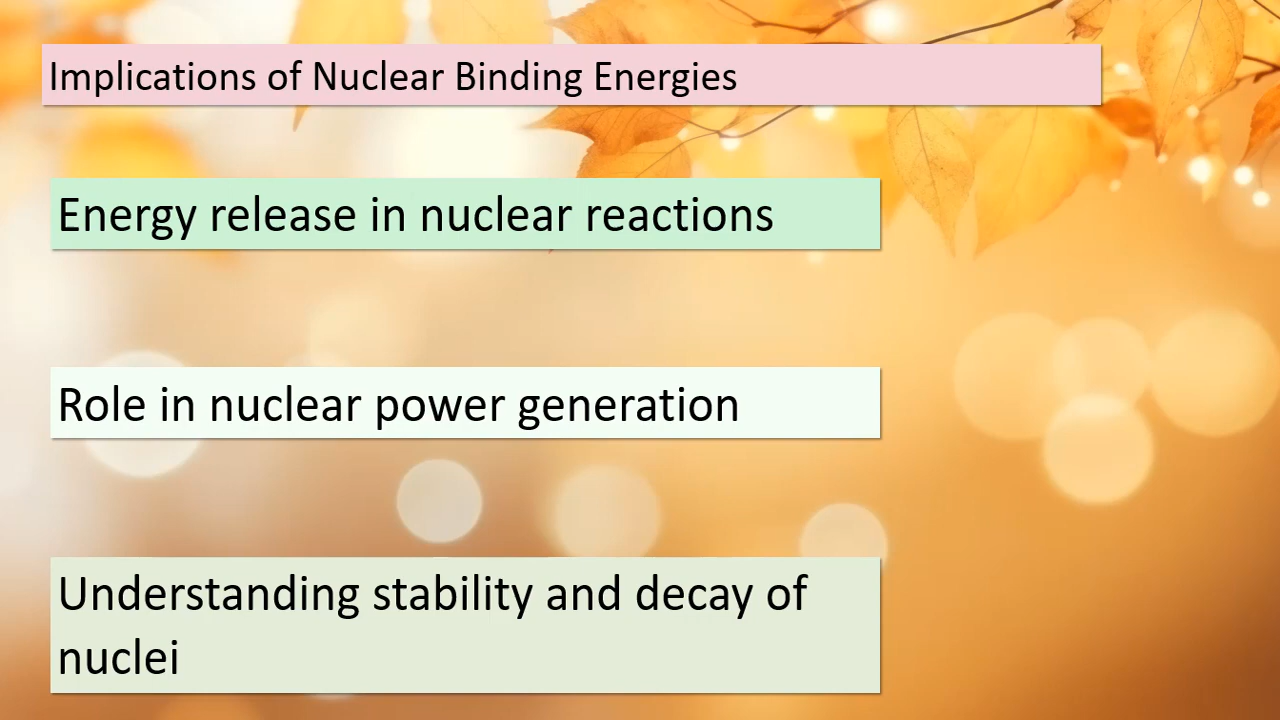 Implications of Nuclear Binding Energies
Energy release in nuclear reactions
Role in nuclear power generation
Understanding stability and decay of
nuclei